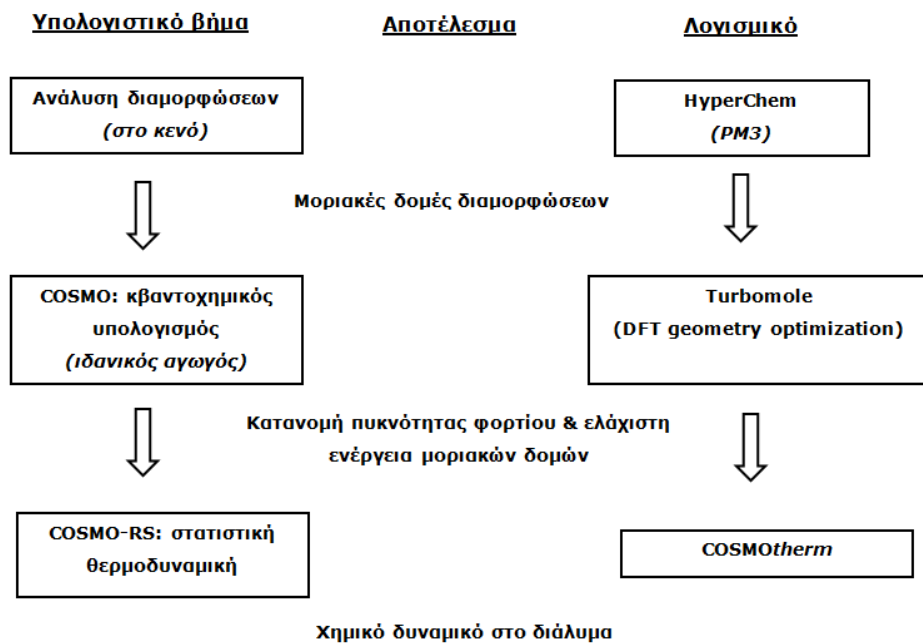 Υπολογιστικό βήμα
Αποτέλεσμα
Λογισμικό
Ανάλυση διαμορφώσεων
(στο κενό)
HyperChem
(PM3)
Μοριακές δομές διαμορφώσεων
COSMO: κβαντοχημικός
υπολογισμός
(ιδανικός αγωγός)
Turbomole
(DFT geometry optimization)
Κατανομή πυκνότητας φορτίου & ελάχιστη
ενέργεια μοριακών δομών
COSMO-RS: στατιστική
θερμοδυναμική
COSMOtherm
Χημικό δυναμικό στο διάλυμα